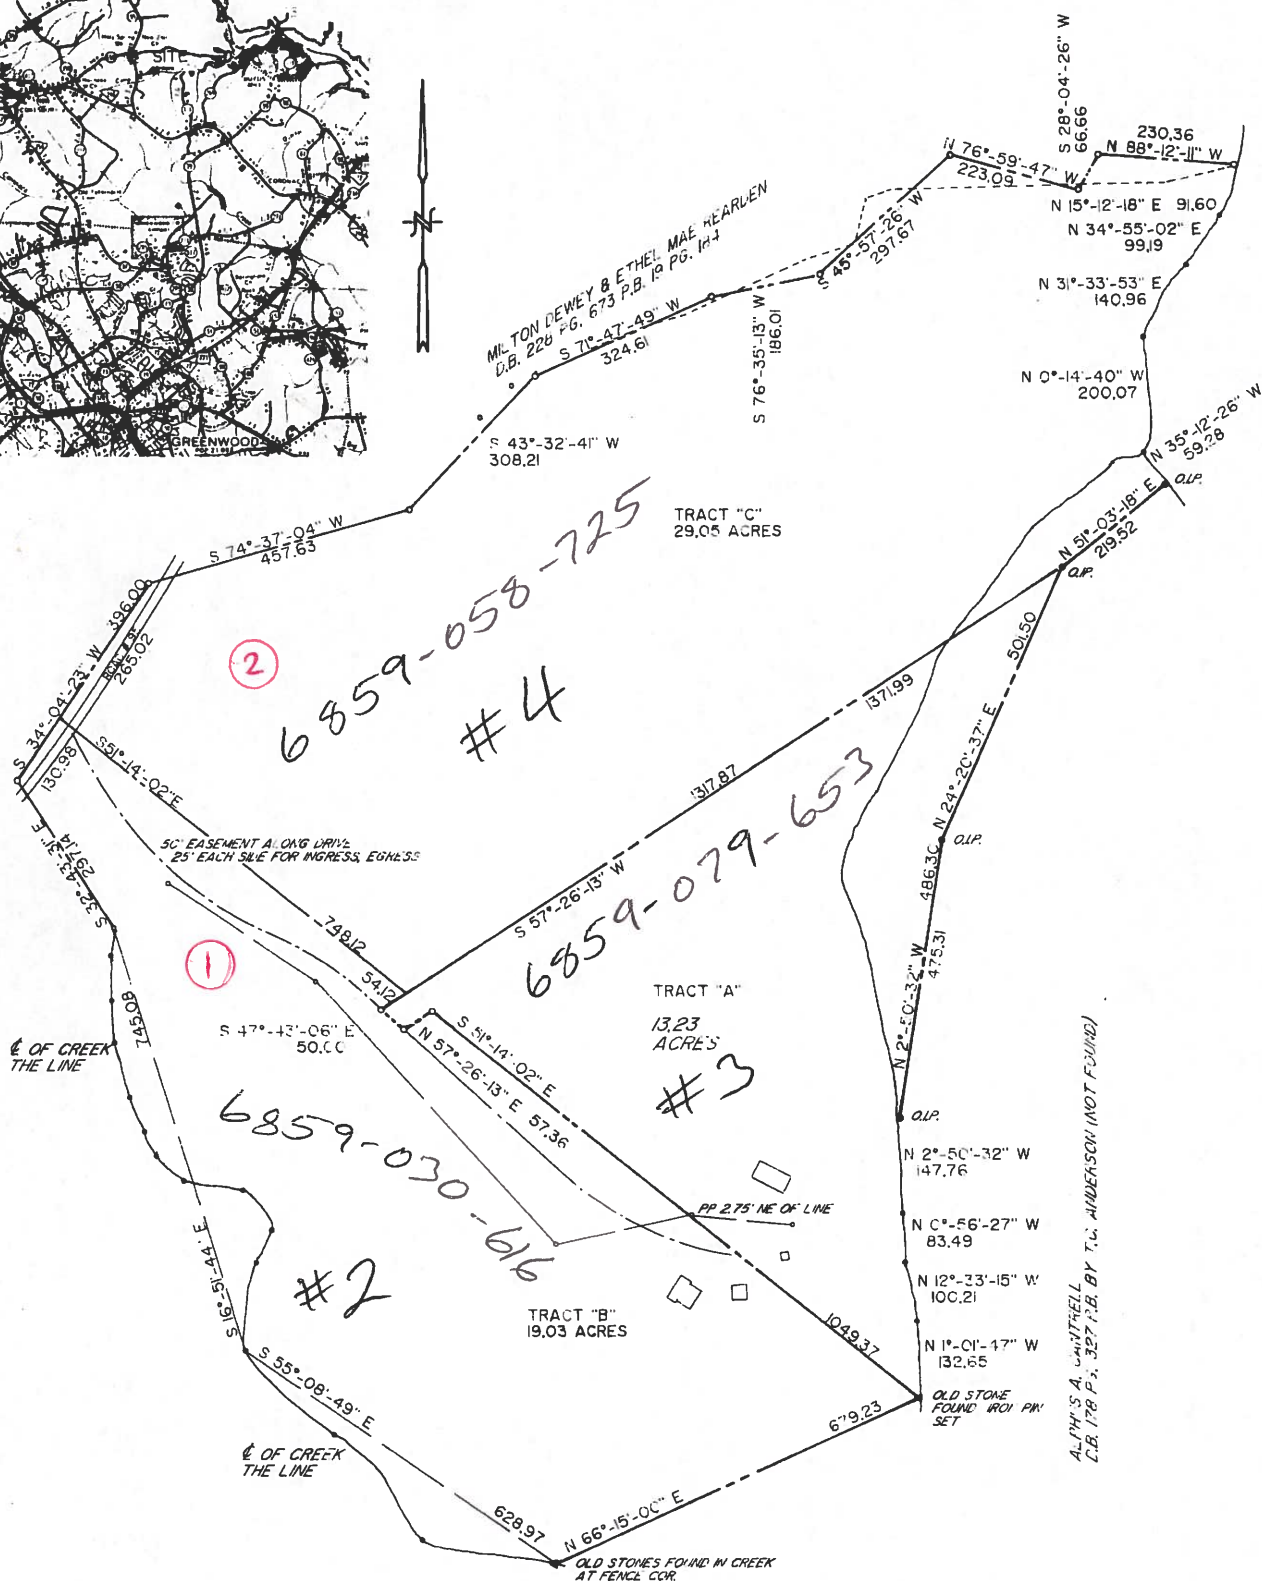 SITE
GREENWOOD
S 28°-04'-26" W
66.66
230.36
N 88°-12'-11" W
N 76°-59'-47" W
223.09
N 15°-12'-18" E 91.60
N 34°-55'-02" E
99.19
N 31°-33'-53" E
140.96
N 0°-14'-40" W
200.07
N 35°-12'-26" W
59.28
O.I.P.
N 51°-03'-18" E
219.52
O.I.P.
S 45°-57'-26" W
297.67
MILTON DEWEY & ETHEL MAE REARDEN
D.B. 226 PG. 673 P.B. 19 PG. 184
S 71°-47'-49" W
324.61
S 76°-35'-13" W
186.01
S 43°-32'-41" W
308.21
S 74°-37'-04" W
457.63
TRACT "C"
29.05 ACRES
6859-058-725
#4
2
S 34°-04'-23" W
396.00
265.02
130.98
S 51°-14'-02" E
50' EASEMENT ALONG DRIVE
25' EACH SIDE FOR INGRESS, EGRESS
748.12
54.12
S 32°-43'-31" E
297.14
1371.99
1317.87
S 57°-26'-13" W
501.50
N 24°-20'-37" E
O.I.P.
486.30
475.31
N 2°-50'-32" W
O.I.P.
6859-079-653
TRACT "A"
13.23
ACRES
#3
1
S 47°-43'-06" E
50.00
S 51°-14'-02" E
N 57°-26'-13" E 57.36
745.08
℄ OF CREEK
THE LINE
6859-030-616
#2
S 16°-51'-44" E
PP 2.75' NE OF LINE
TRACT "B"
19.03 ACRES
N 2°-50'-32" W
147.76
N 0°-56'-27" W
83.49
N 12°-33'-15" W
100.21
N 1°-01'-47" W
132.65
1049.37
OLD STONE
FOUND IRON PIN
SET
679.23
N 66°-15'-00" E
S 55°-08'-49" E
628.97
℄ OF CREEK
THE LINE
OLD STONES FOUND IN CREEK
AT FENCE COR.
A. CANTRELL
178 327 P.B. BY T.C. ANDERSON (NOT FOUND)